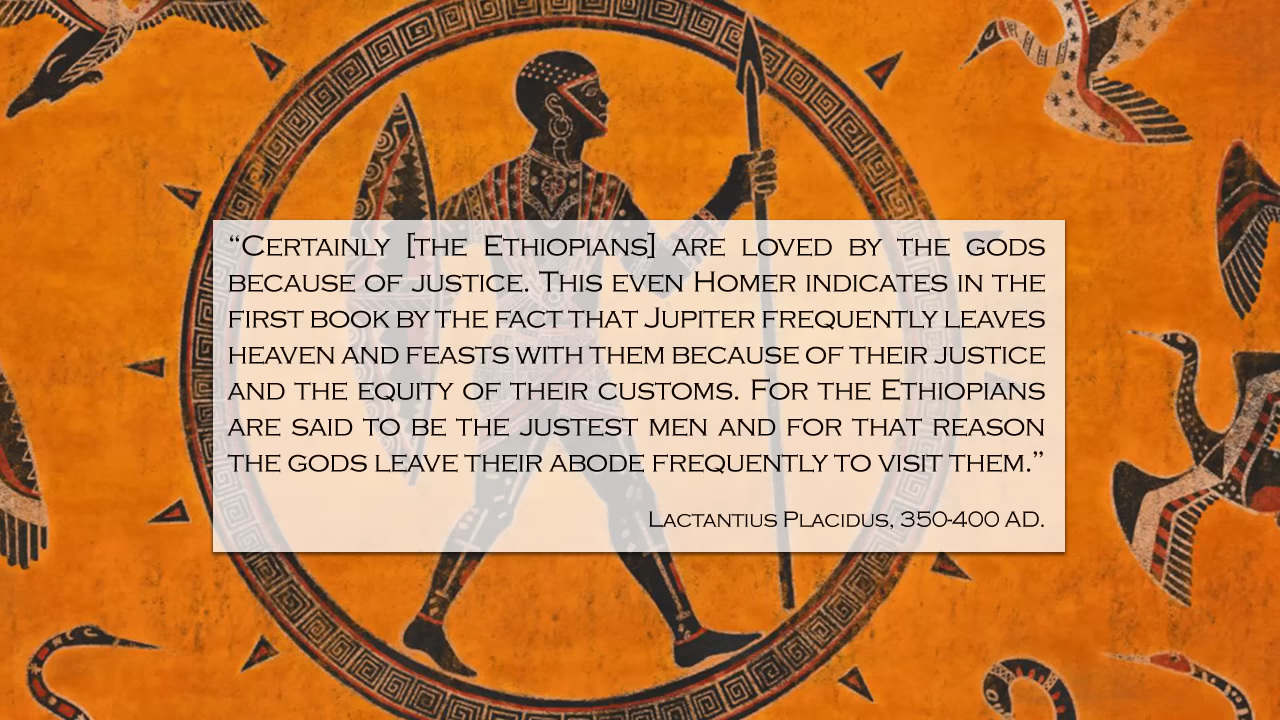 “Certainly [the Ethiopians] are loved by the gods
because of justice. This even Homer indicates in the
first book by the fact that Jupiter frequently leaves
heaven and feasts with them because of their justice
and the equity of their customs. For the Ethiopians
are said to be the justest men and for that reason
the gods leave their abode frequently to visit them.”
Lactantius Placidus, 350-400 AD.